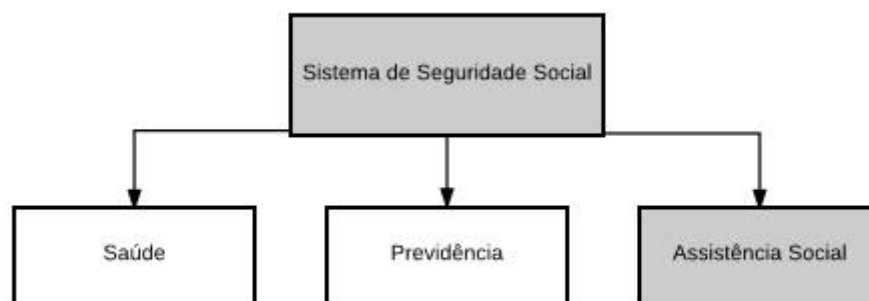 Sistema de Seguridade Social
Saúde
Previdência
Assistência Social